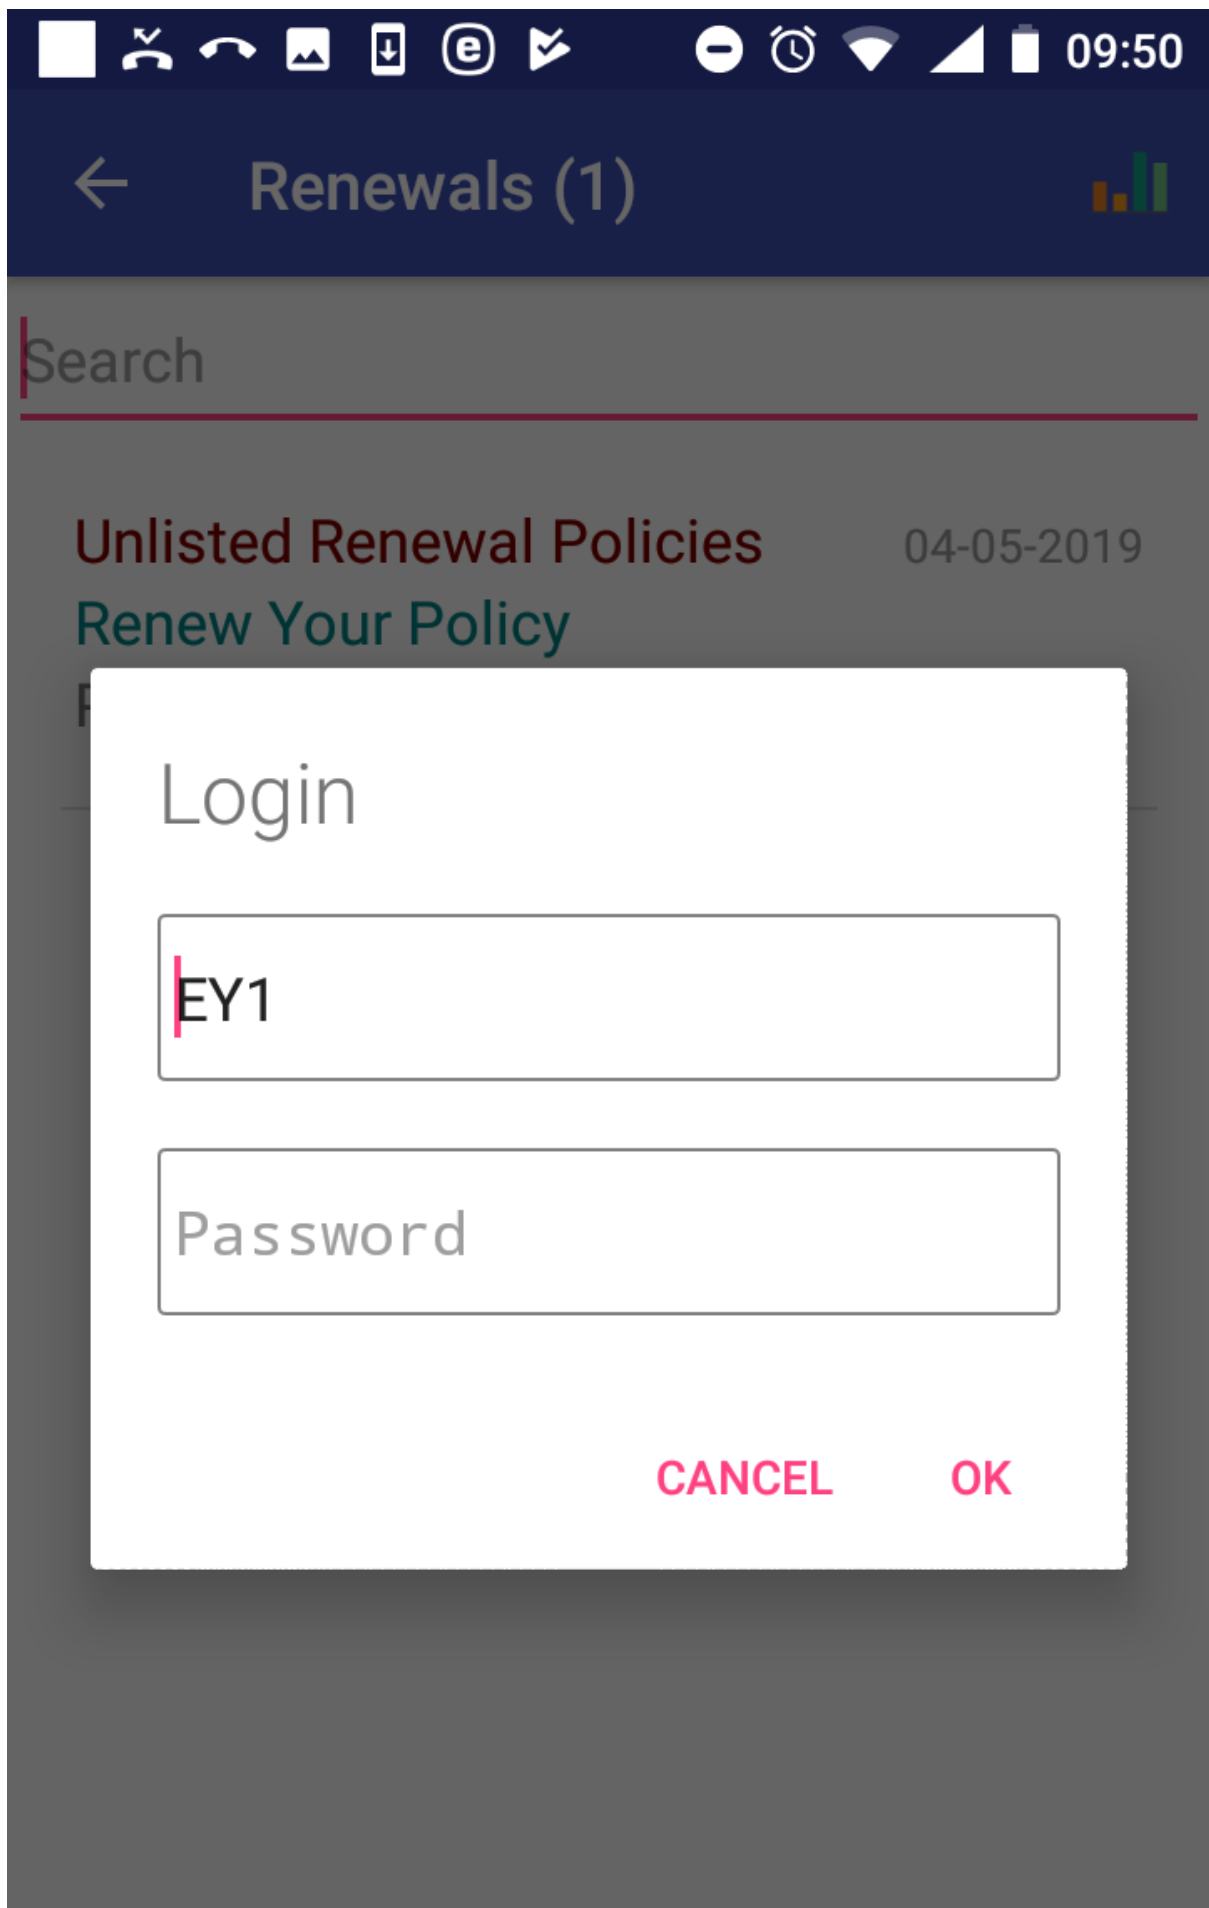 09:50
Renewals (1)
Search
Unlisted Renewal Policies 04-05-2019
Renew Your Policy
Login
EY1
Password
CANCEL OK